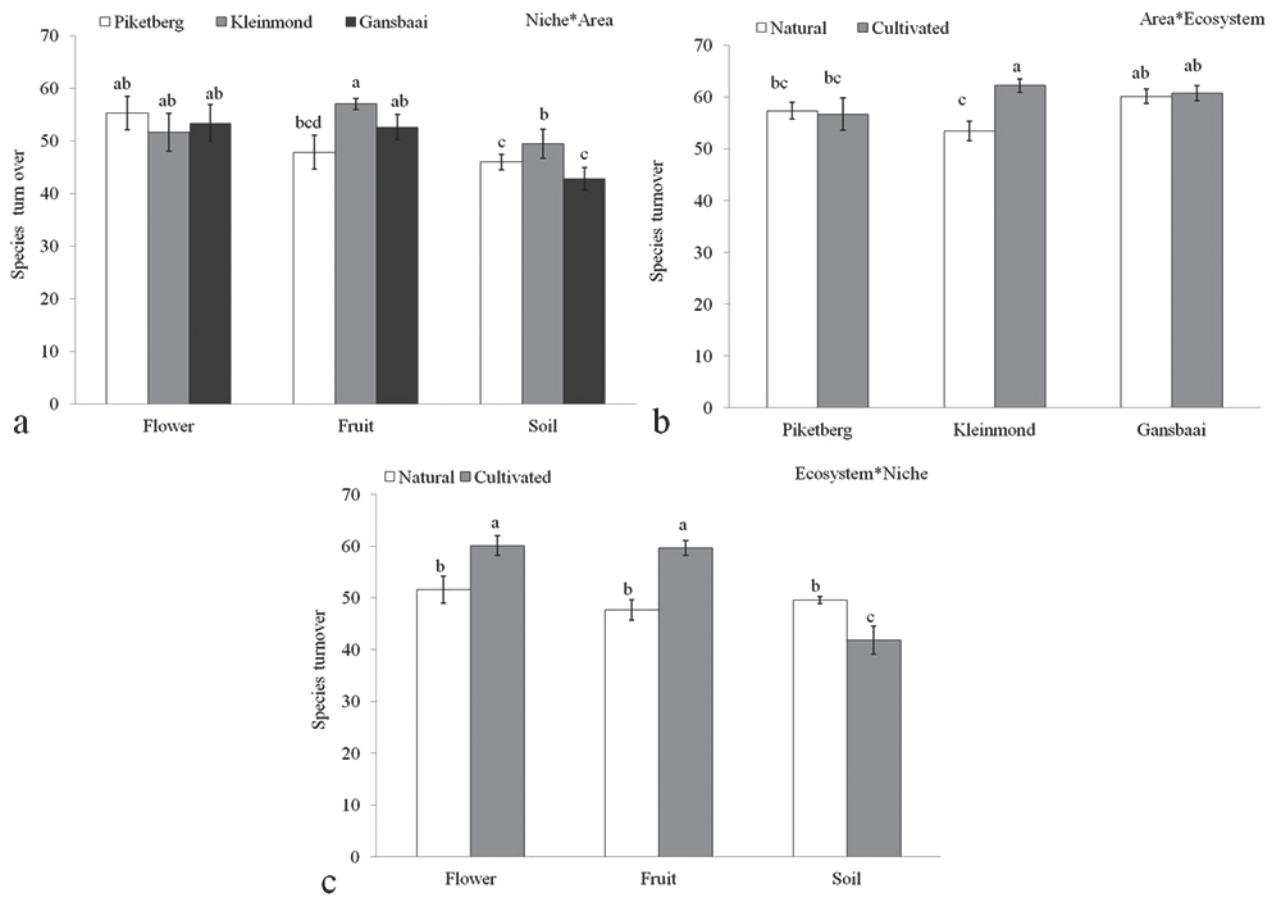 Piketberg Kleinmond Gansbaai Niche*Area
70
60
50
40
30
20
10
0
Species turn over
ab ab ab bcd a ab c b c
Flower Fruit Soil
a
Natural Cultivated Area*Ecosystem
70
60
50
40
30
20
10
0
Species turnover
bc bc c a ab ab
Piketberg Kleinmond Gansbaai
b
Natural Cultivated Ecosystem*Niche
70
60
50
40
30
20
10
0
Species turnover
b a b a b c
Flower Fruit Soil
c